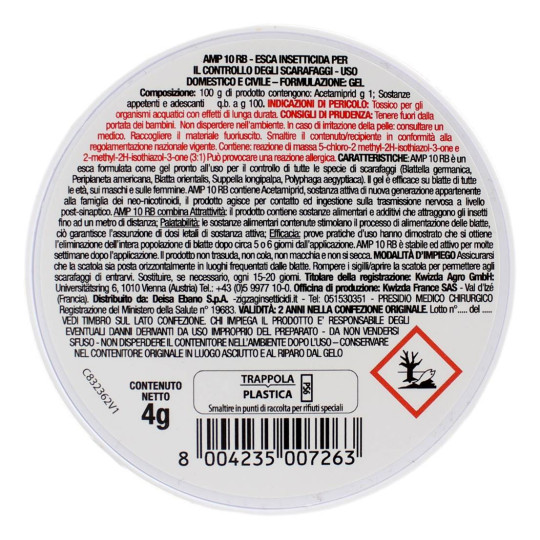 AMP 10 RB - ESCA INSETTICIDA PER
IL CONTROLLO DEGLI SCARAFAGGI - USO
DOMESTICO E CIVILE – FORMULAZIONE: GEL
Composizione: 100 g di prodotto contengono: Acetamiprid g 1; Sostanze
appetenti e adescanti q.b. a g 100. INDICAZIONI DI PERICOLO: Tossico per gli
organismi acquatici con effetti di lunga durata. CONSIGLI DI PRUDENZA: Tenere fuori dalla
portata dei bambini. Non disperdere nell'ambiente. In caso di irritazione della pelle: consultare un
medico. Raccogliere il materiale fuoriuscito. Smaltire il contenuto/recipiente in conformità alla
regolamentazione nazionale vigente. Contiene: reazione di massa 5-chloro-2 methyl-2H-isothiazol-3-one e
2-methyl-2H-isothiazol-3-one (3:1) Può provocare una reazione allergica. CARATTERISTICHE: AMP 10 RB è un
esca formulata come gel pronto all'uso per il controllo di tutte le specie di scarafaggi (Blattella germanica,
Periplaneta americana, Blatta orientalis, Suppella longipalpa, Polyphaga aegyptiaca). Il gel è efficace su blatte di tutte
le età, sui maschi e sulle femmine. AMP 10 RB contiene Acetamiprid, sostanza attiva di nuova generazione appartenente
alla famiglia dei neo-nicotinoidi, il prodotto agisce per contatto ed ingestione sulla trasmissione nervosa a livello
post-sinaptico. AMP 10 RB combina Attrattività: il prodotto contiene sostanze alimentari e additivi che attraggono gli insetti
fino ad un metro di distanza; Palatabilità: le sostanze alimentari contenute stimolano il processo di alimentazione delle blatte,
ciò garantisce l'assunzione di dosi letali di sostanza attiva; Efficacia: prove pratiche d'uso hanno dimostrato che si ottiene
l'eliminazione dell'intera popolazione di blatte dopo circa 5 o 6 giorni dall'applicazione. AMP 10 RB è stabile ed attivo per molte
settimane dopo l'applicazione. Il prodotto non trasuda, non cola, non macchia e non si secca. MODALITÀ D'IMPIEGO Assicurarsi
che la scatola sia posta orizzontalmente in luoghi frequentati dalle blatte. Rompere i sigilli/aprire la scatola per permettere agli
scarafaggi di entrare. Sostituire le scatole ogni 15-20 giorni. Titolare della registrazione: Kwizda Agro GmbH:
Universitätsring 6, 1010 Vienna (Austria) Tel. +43 (0)5 9977 10-0. Officina di produzione: Kwizda France SAS - Val d'Izé
(Francia). Distribuito da: Deisa Ebano S.p.A. -zigzaginsetticidi.it - Tel: 051530351 - PRESIDIO MEDICO CHIRURGICO
Registrazione del Ministero della Salute n° 19683. VALIDITÀ: 2 ANNI NELLA CONFEZIONE ORIGINALE. Lotto n°..... del ....
VEDI TIMBRO SUL LATO CONFEZIONE. CHI IMPIEGA IL PRODOTTO E' RESPONSABILE DEGLI
EVENTUALI DANNI DERIVANTI DA USO IMPROPRIO DEL PREPARATO - DA NON VENDERSI
SFUSO - NON DISPERDERE IL CONTENITORE NELL'AMBIENTE DOPO L'USO – CONSERVARE
NEL CONTENITORE ORIGINALE IN LUOGO ASCIUTTO E AL RIPARO DAL GELO
C832362V1
CONTENUTO
NETTO
4g
TRAPPOLA
PLASTICA
PS6
Smaltire in punti di raccolta per rifiuti speciali
8 004235 007263